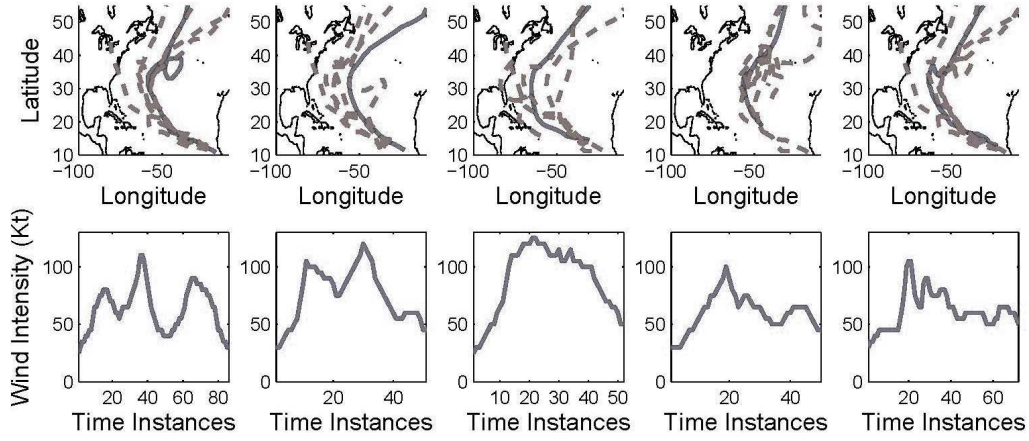 50 50 50 50 50
40 40 40 40 40
Latitude
30 30 30 30 30
20 20 20 20 20
10 10 10 10 10
−100 −50 −100 −50 −100 −50 −100 −50 −100 −50
Longitude Longitude Longitude Longitude Longitude
Wind Intensity (Kt)
100 100 100 100 100
50 50 50 50 50
0 0 0 0 0
20 40 60 80 20 40 10 20 30 40 50 20 40 20 40 60
Time Instances Time Instances Time Instances Time Instances Time Instances